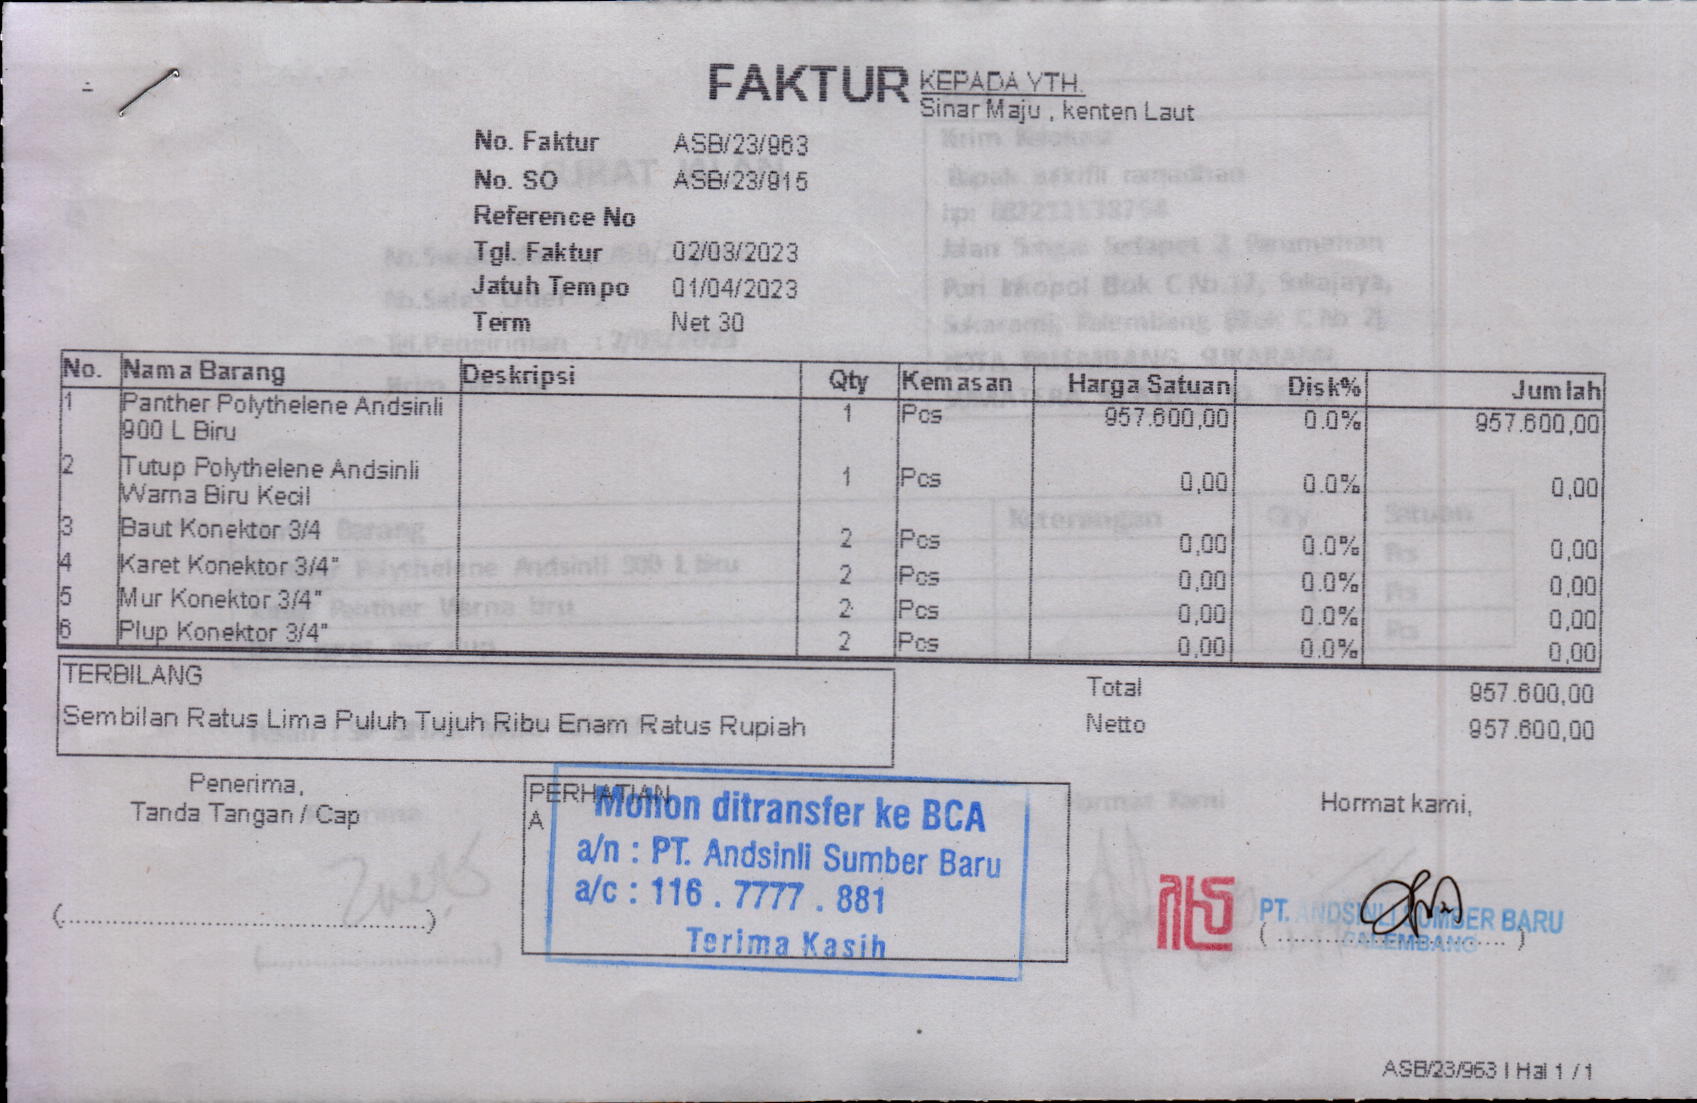 FAKTUR
KEPADA YTH.
Sinar Maju , kenten Laut
No. Faktur ASB/23/963
No. SO ASB/23/915
Reference No
Tgl. Faktur 02/03/2023
Jatuh Tempo 01/04/2023
Term Net 30
No. Nama Barang Deskripsi Qty Kemasan Harga Satuan Disk% Jumlah
1 Panther Polythelene Andsinli 1 Pcs 957.600,00 0.0% 957.600,00
900 L Biru
2 Tutup Polythelene Andsinli 1 Pcs 0,00 0.0% 0,00
Warna Biru Kecil
3 Baut Konektor 3/4 2 Pcs 0,00 0.0% 0,00
4 Karet Konektor 3/4" 2 Pcs 0,00 0.0% 0,00
5 Mur Konektor 3/4" 2 Pcs 0,00 0.0% 0,00
6 Plup Konektor 3/4" 2 Pcs 0,00 0.0% 0,00
TERBILANG
Sembilan Ratus Lima Puluh Tujuh Ribu Enam Ratus Rupiah
Total 957.600,00
Netto 957.600,00
Penerima,
Tanda Tangan / Cap
(........................................)
PERHATIAN
A
Mohon ditransfer ke BCA
a/n : PT. Andsinli Sumber Baru
a/c : 116 . 7777 . 881
Terima Kasih
Hormat kami,
PT. ANDSINLI SUMBER BARU
PALEMBANG
ASB/23/963 | Hal 1 / 1